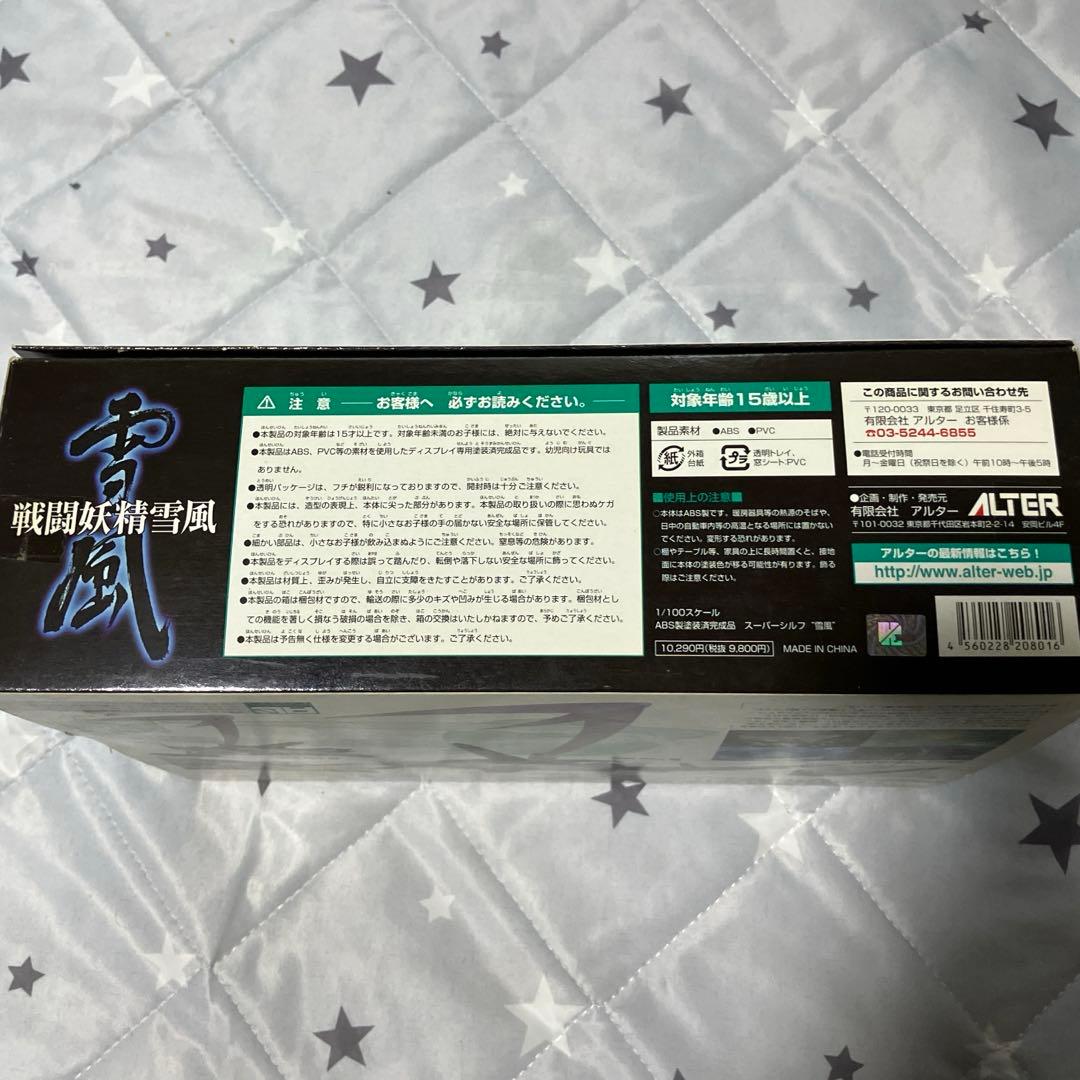 雪風
戦闘妖精雪風
注意 お客様へ 必ずお読みください。
●本製品の対象年齢は15才以上です。対象年齢未満のお子様には、絶対に与えないでください。
●本製品はABS、PVC等の素材を使用したディスプレイ専用塗装済完成品です。幼児向け玩具では
ありません。
●透明パッケージは、フチが鋭利になっておりますので、開封時は十分ご注意ください。
●本製品には、造型の表現上、本体に尖った部分があります。本製品の取り扱いの際に思わぬケガ
をする恐れがありますので、特に小さなお子様の手の届かない安全な場所に保管してください。
●細かい部品は、小さなお子様が飲み込まぬようにご注意ください。窒息等の危険があります。
●本製品をディスプレイする際は誤って踏んだり、転倒や落下しない安全な場所に飾ってください。
●本製品は材質上、歪みが発生し、自立に支障をきたすことがあります。ご了承ください。
●本製品の箱は梱包材ですので、輸送の際に多少のキズや凹みが生じる場合があります。梱包材とし
ての機能を著しく損なう破損の場合を除き、箱の交換はいたしかねますので、予めご了承ください。
●本製品は予告無く仕様を変更する場合がございます。ご了承ください。
対象年齢15歳以上
製品素材 ●ABS ●PVC
紙 外箱
台紙
プラ 透明トレイ、
窓シート:PVC
■使用上の注意■
○本体はABS製です。暖房器具等の熱源のそばや、
日中の自動車内等の高温となる場所には置かない
でください。変形する恐れがあります。
○棚やテーブル等、家具の上に長時間置くと、接地
面に本体の塗装色が移る可能性が有ります。飾る
際はご注意ください。
1/100スケール
ABS製塗装済完成品 スーパーシルフ "雪風"
10,290円(税抜 9,800円) MADE IN CHINA
この商品に関するお問い合わせ先
〒120-0033 東京都 足立区 千住寿町3-5
有限会社 アルター お客様係
☎03-5244-6855
●電話受付時間
月〜金曜日(祝祭日を除く)午前10時〜午後5時
●企画・制作・発売元
有限会社 アルター ALTER
〒101-0032 東京都千代田区岩本町2-2-14 安岡ビル4F
アルターの最新情報はこちら!
http://www.alter-web.jp
4 560228 208016